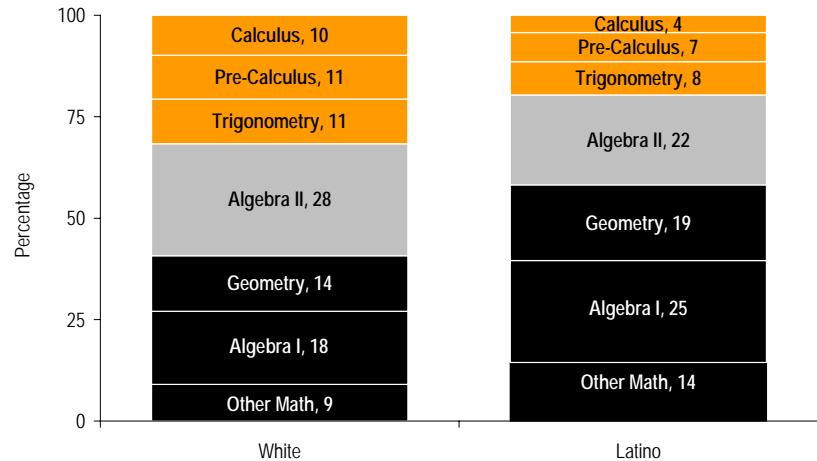 Percentage
100
75
50
25
0
Calculus, 10
Pre-Calculus, 11
Trigonometry, 11
Algebra II, 28
Geometry, 14
Algebra I, 18
Other Math, 9
White
Calculus, 4
Pre-Calculus, 7
Trigonometry, 8
Algebra II, 22
Geometry, 19
Algebra I, 25
Other Math, 14
Latino